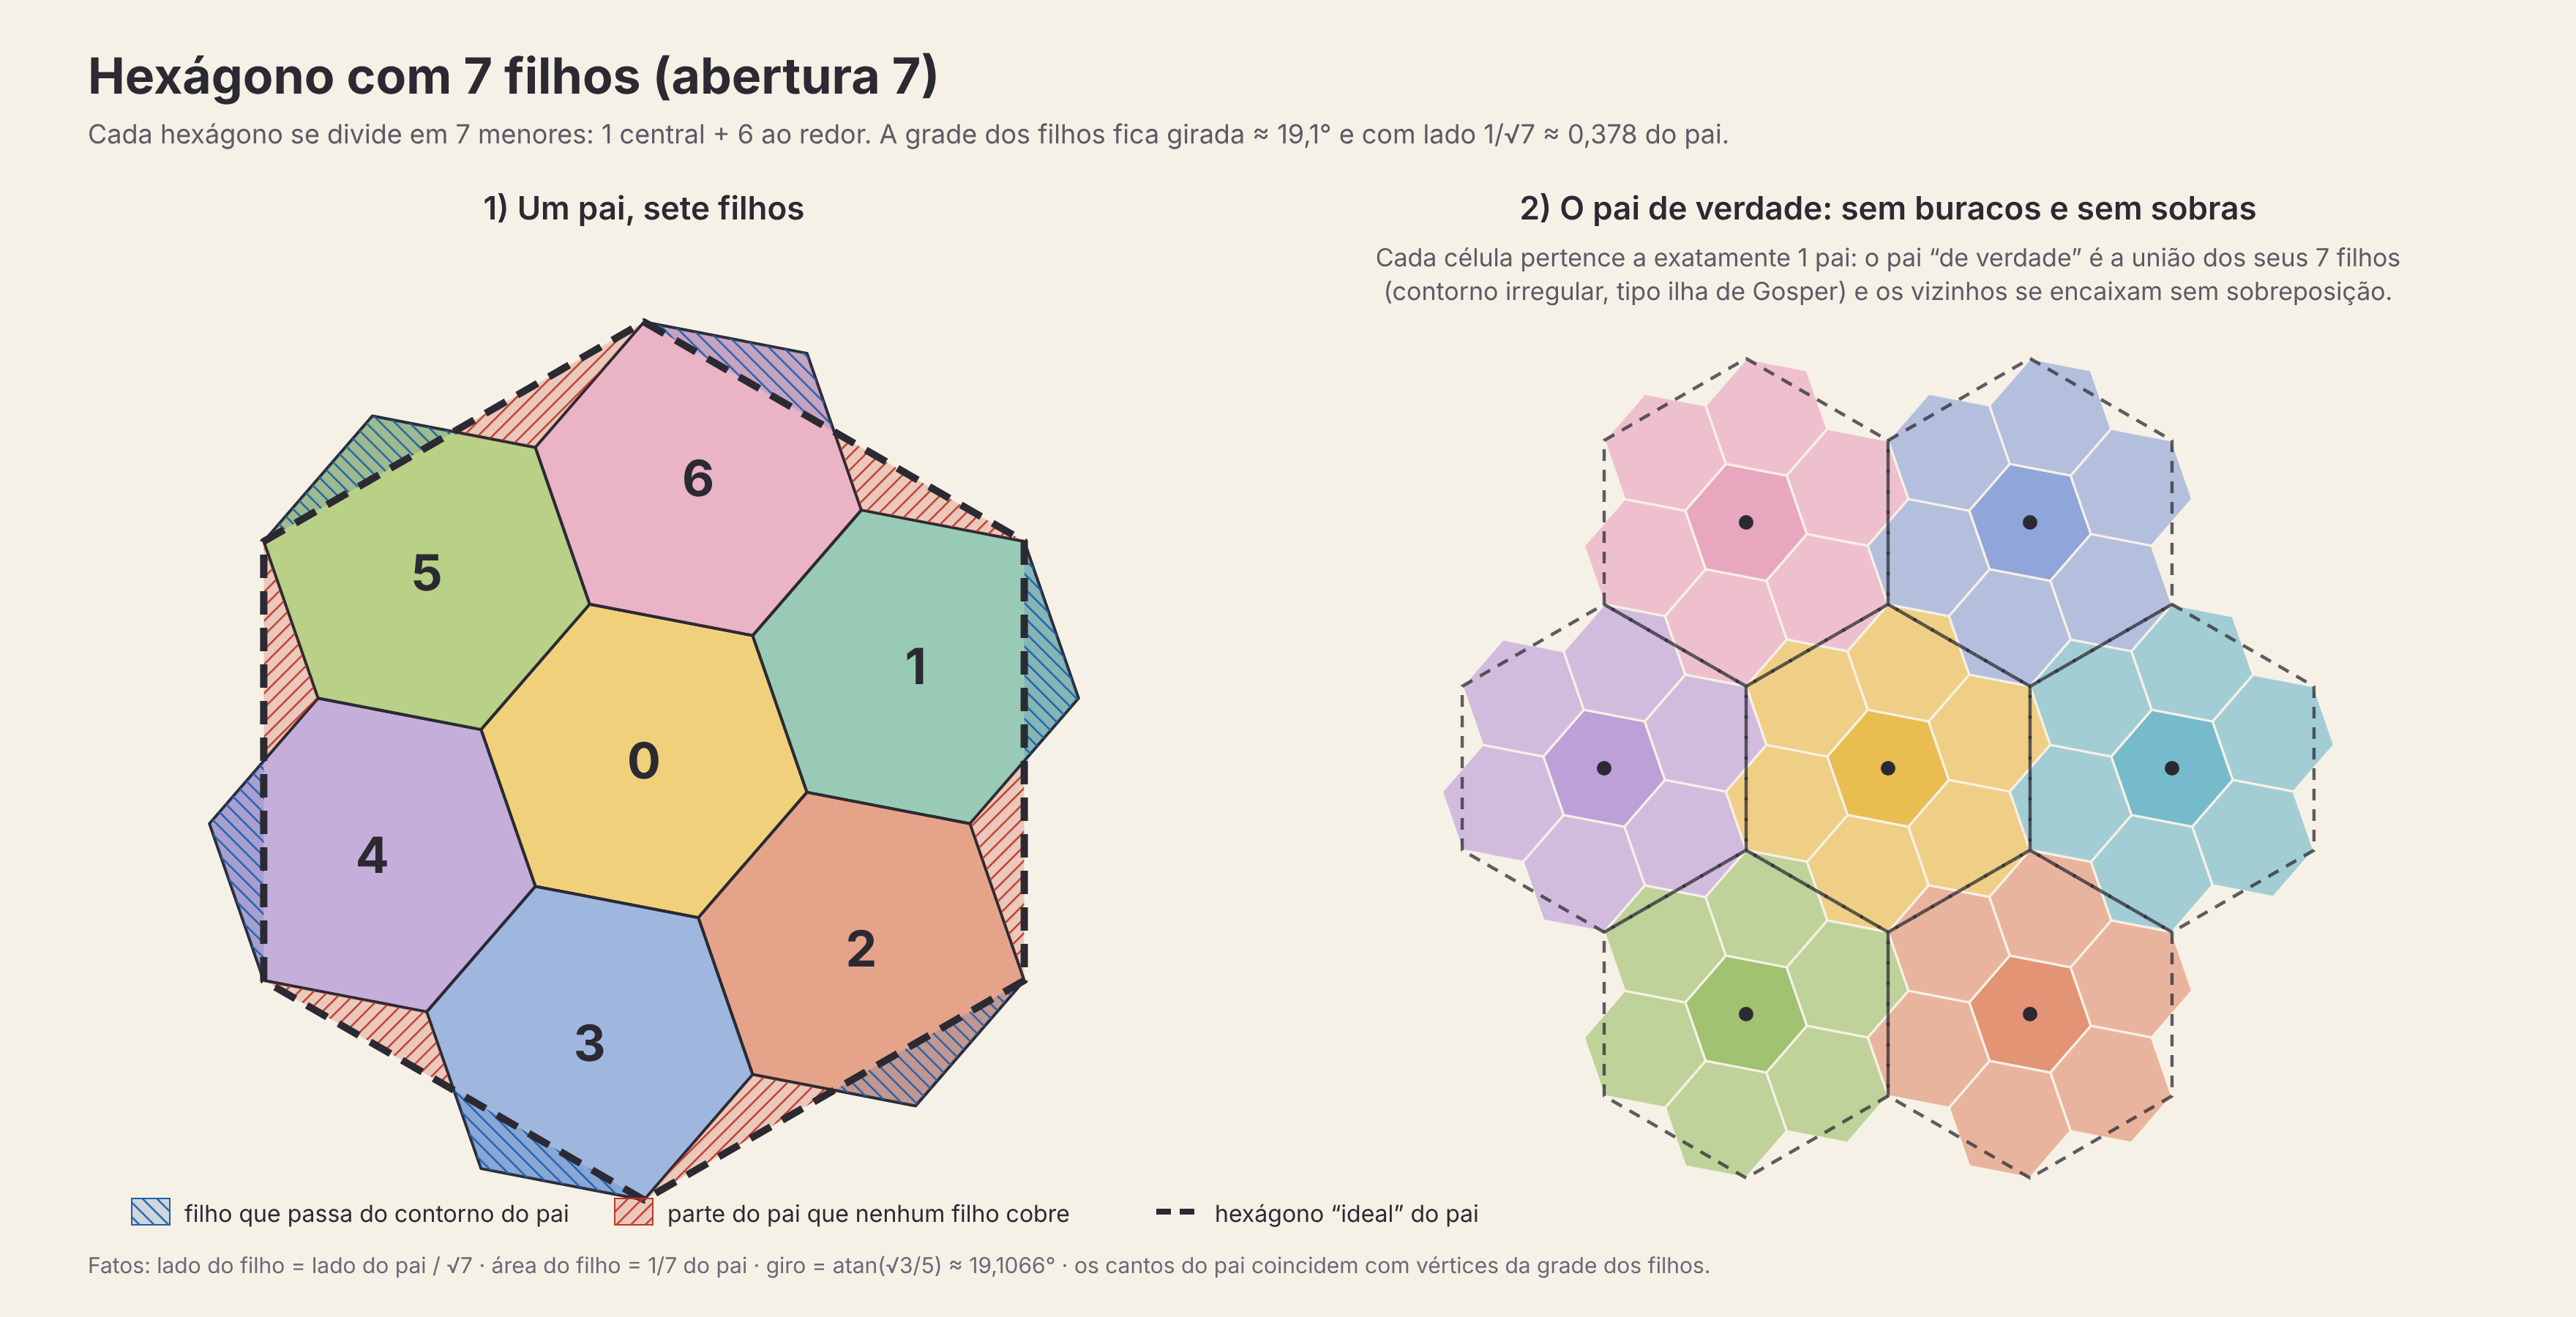 Hexágono com 7 filhos (abertura 7)
Cada hexágono se divide em 7 menores: 1 central + 6 ao redor. A grade dos filhos fica girada ≈ 19,1° e com lado 1/√7 ≈ 0,378 do pai.
1) Um pai, sete filhos
6
5
1
0
4
2
3
2) O pai de verdade: sem buracos e sem sobras
Cada célula pertence a exatamente 1 pai: o pai “de verdade” é a união dos seus 7 filhos
(contorno irregular, tipo ilha de Gosper) e os vizinhos se encaixam sem sobreposição.
filho que passa do contorno do pai
parte do pai que nenhum filho cobre
hexágono “ideal” do pai
Fatos: lado do filho = lado do pai / √7 · área do filho = 1/7 do pai · giro = atan(√3/5) ≈ 19,1066° · os cantos do pai coincidem com vértices da grade dos filhos.